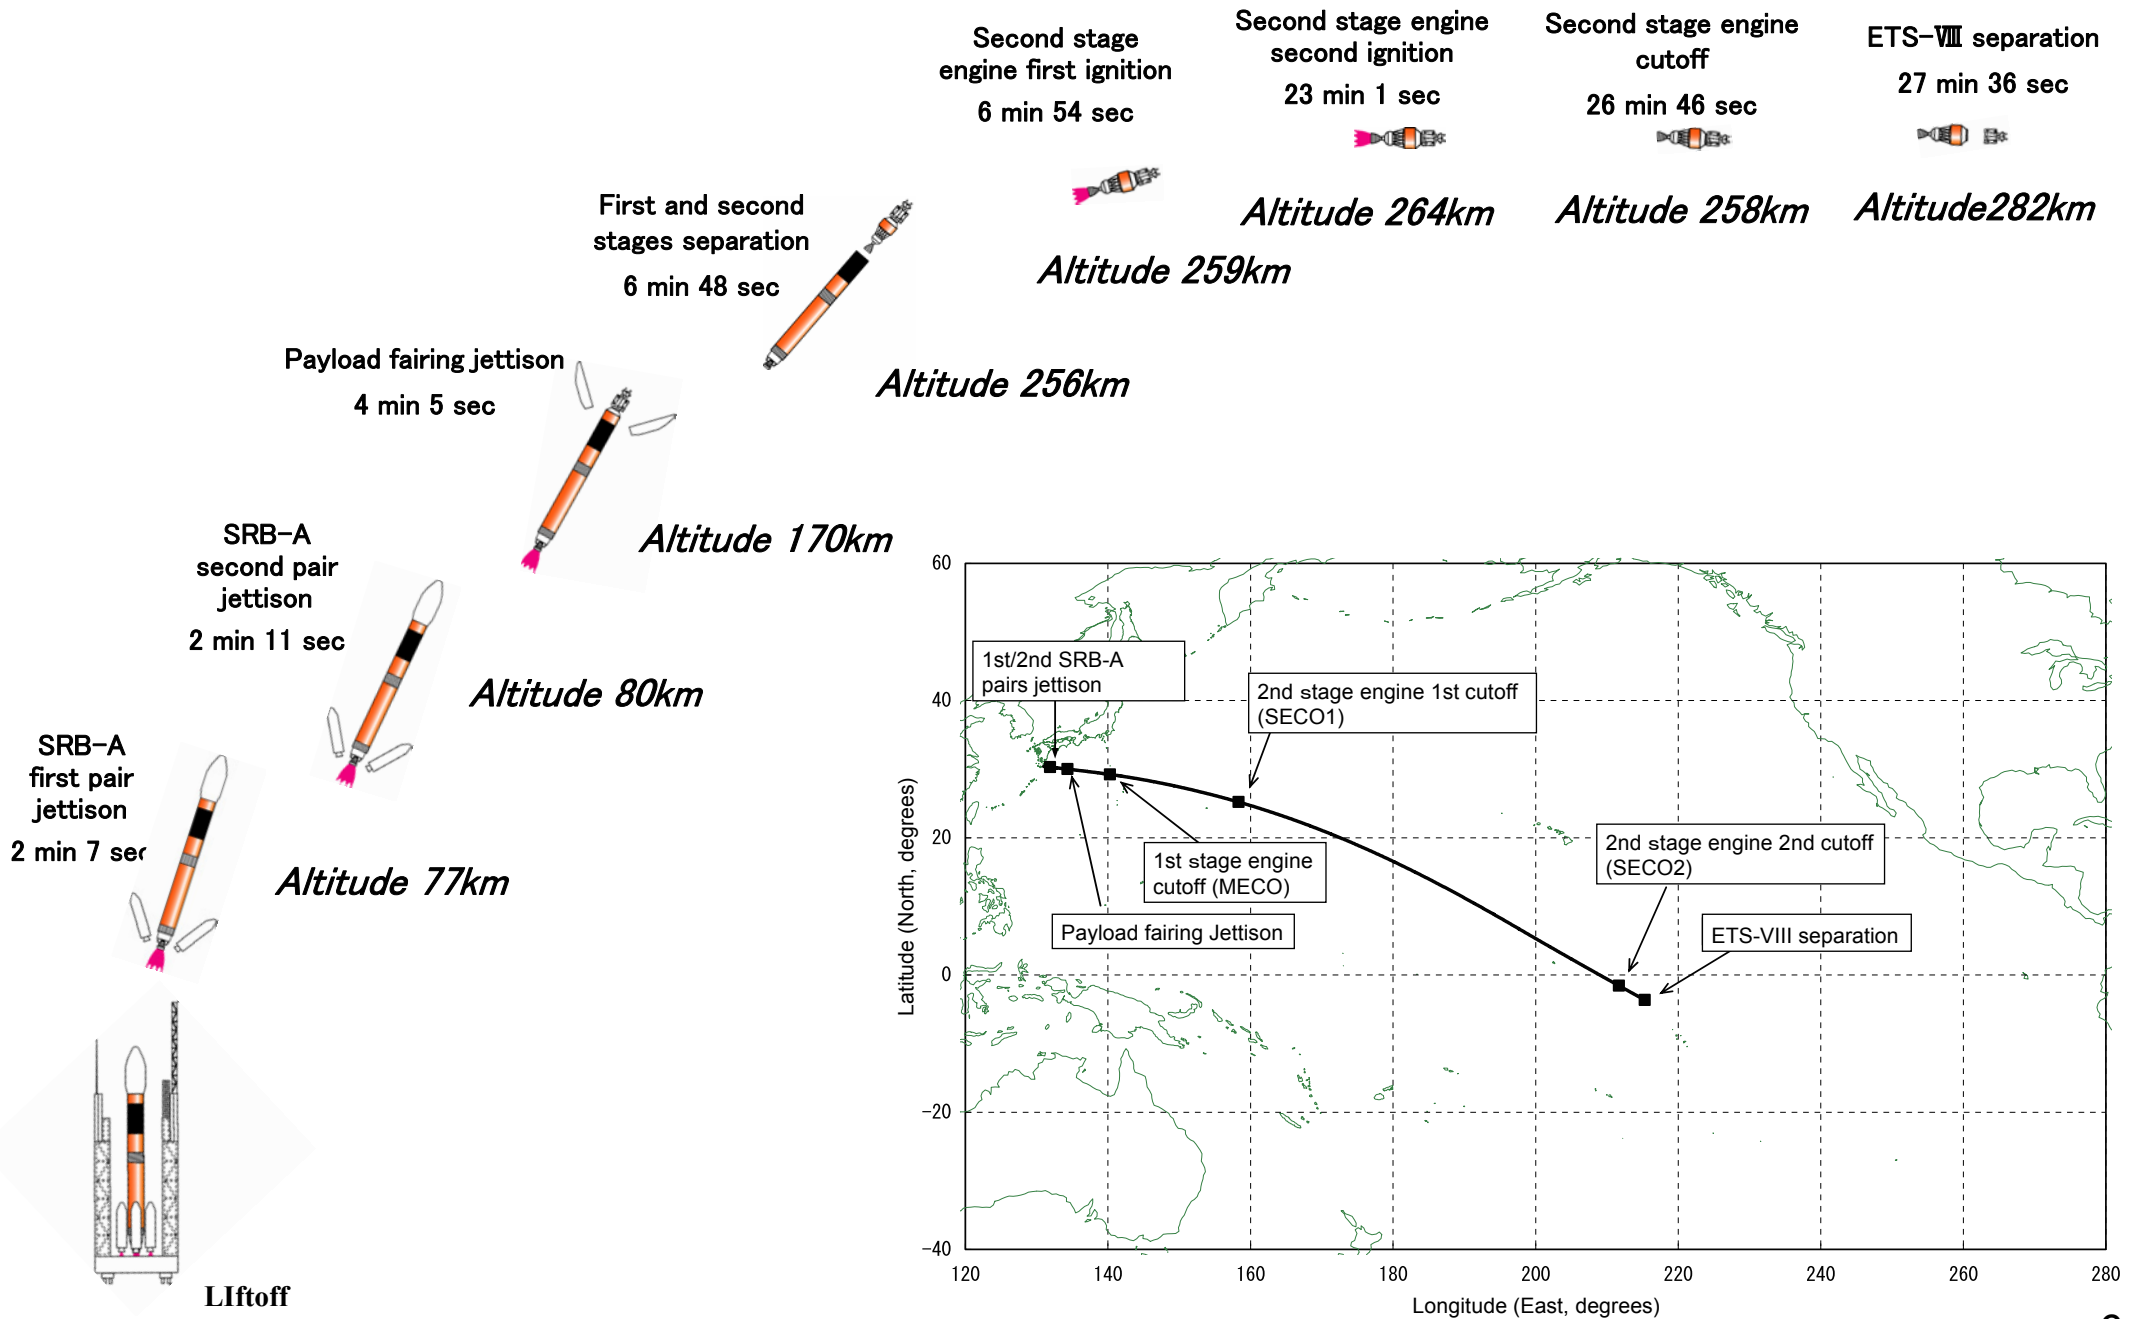 Second stage
engine first ignition
6 min 54 sec
Second stage engine
second ignition
23 min 1 sec
Second stage engine
cutoff
26 min 46 sec
ETS-Ⅷ separation
27 min 36 sec
Altitude 264km
Altitude 258km
Altitude282km
First and second
stages separation
6 min 48 sec
Altitude 259km
Payload fairing jettison
4 min 5 sec
Altitude 256km
SRB-A
second pair
jettison
2 min 11 sec
Altitude 170km
SRB-A
first pair
jettison
2 min 7 sec
Altitude 80km
Altitude 77km
LIftoff
60
40
20
0
-20
-40
Latitude (North, degrees)
1st/2nd SRB-A
pairs jettison
2nd stage engine 1st cutoff
(SECO1)
1st stage engine
cutoff (MECO)
Payload fairing Jettison
2nd stage engine 2nd cutoff
(SECO2)
ETS-VIII separation
120 140 160 180 200 220 240 260 280
Longitude (East, degrees)